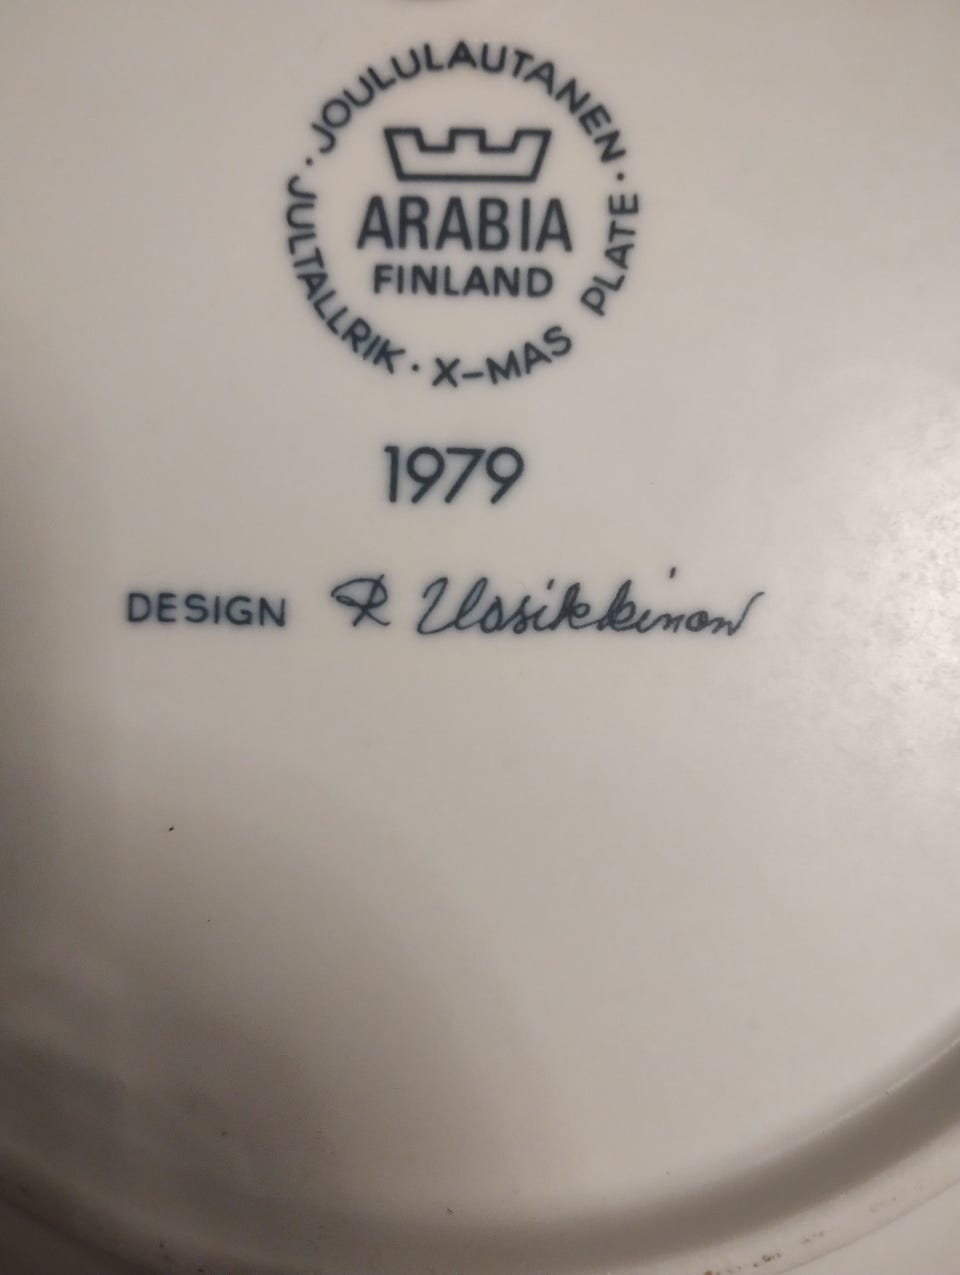 JOULULAUTANEN ·
ARABIA
FINLAND
JULTALLRIK · X-MAS PLATE ·
1979
DESIGN R Uosikkinen